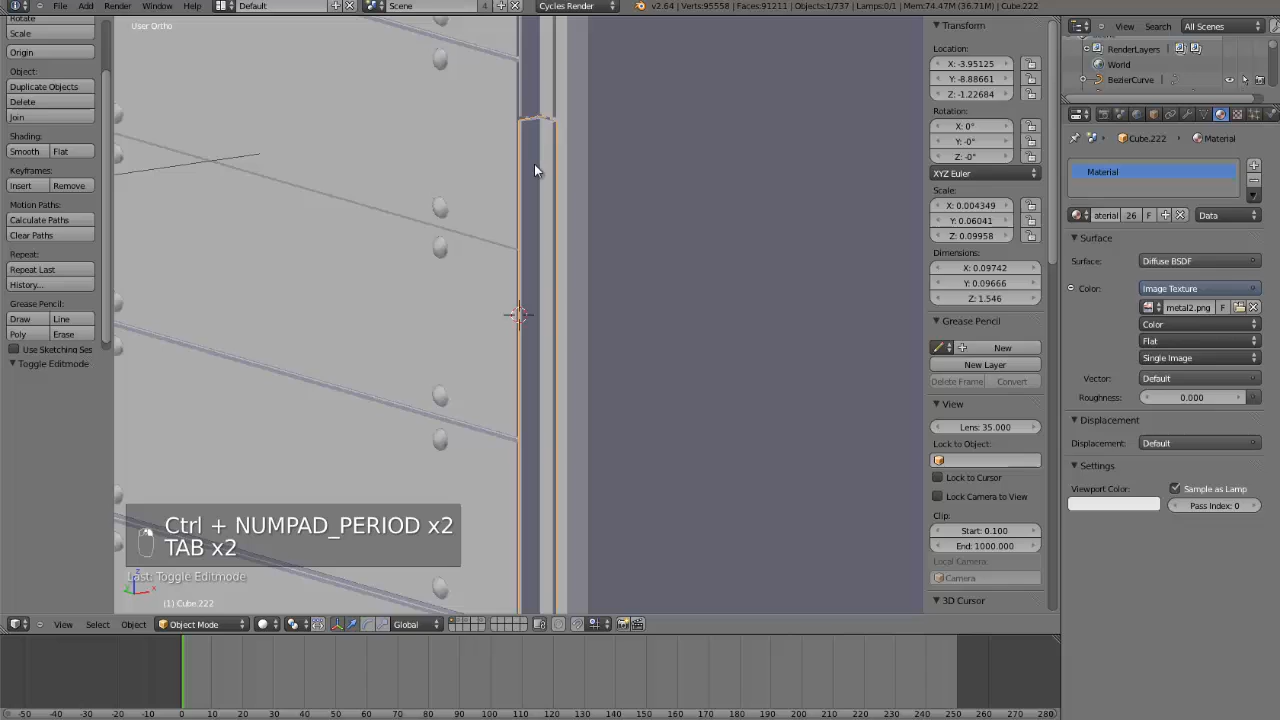 File Add Render Window Help Default Scene 4 Cycles Render v2.64 | Verts:95558 | Faces:91211 | Objects:1/737 | Lamps:0/1 | Mem:74.47M (36.71M) | Cube.222
Rotate
Scale
Origin
Object:
Duplicate Objects
Delete
Join
Shading:
Smooth Flat
Keyframes:
Insert Remove
Motion Paths:
Calculate Paths
Clear Paths
Repeat:
Repeat Last
History...
Grease Pencil:
Draw Line
Poly Erase
Use Sketching Ses
Toggle Editmode
User Ortho
Ctrl + NUMPAD_PERIOD x2
TAB x2
Last: Toggle Editmode
z
y x
(1) Cube.222
Transform
Location:
X: -3.95125
Y: -8.88661
Z: -1.22684
Rotation:
X: 0°
Y: -0°
Z: -0°
XYZ Euler
Scale:
X: 0.004349
Y: 0.06041
Z: 0.09958
Dimensions:
X: 0.09742
Y: 0.09666
Z: 1.546
Grease Pencil
New
New Layer
Delete Frame Convert
View
Lens: 35.000
Lock to Object:
Lock to Cursor
Lock Camera to View
Clip:
Start: 0.100
End: 1000.000
Local Camera:
Camera
3D Cursor
View Search All Scenes
RenderLayers
World
BezierCurve
Cube.222 Material
Material
aterial 26 F Data
Surface
Surface: Diffuse BSDF
Color: Image Texture
metal2.png F
Color
Flat
Single Image
Vector: Default
Roughness: 0.000
Displacement
Displacement: Default
Settings
Viewport Color: Sample as Lamp
Pass Index: 0
View Select Object Object Mode Global
-50 -40 -30 -20 -10 0 10 20 30 40 50 60 70 80 90 100 110 120 130 140 150 160 170 180 190 200 210 220 230 240 250 260 270 280